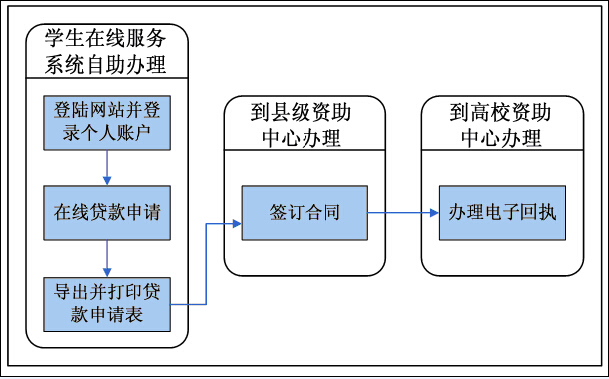 学生在线服务
系统自助办理
登陆网站并登
录个人账户
在线贷款申请
导出并打印贷
款申请表
到县级资助
中心办理
签订合同
到高校资助
中心办理
办理电子回执